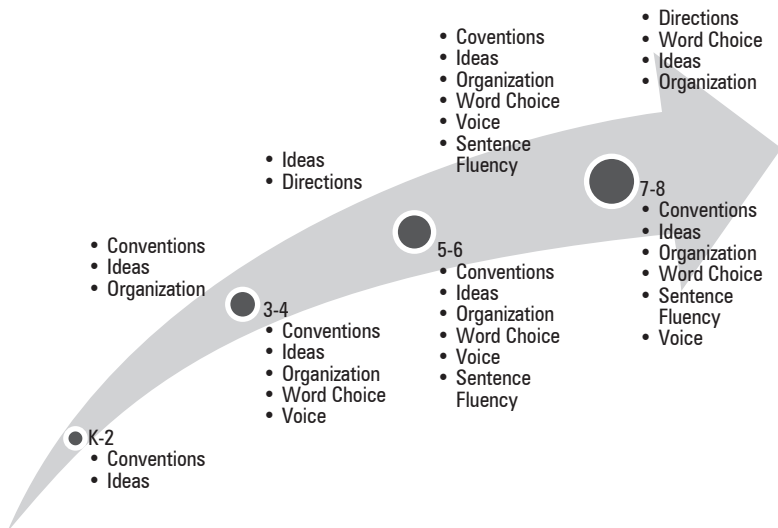 • Conventions
• Ideas
• Organization
K-2
• Conventions
• Ideas
• Ideas
• Directions
3-4
• Conventions
• Ideas
• Organization
• Word Choice
• Voice
• Coventions
• Ideas
• Organization
• Word Choice
• Voice
• Sentence
Fluency
5-6
• Conventions
• Ideas
• Organization
• Word Choice
• Voice
• Sentence
Fluency
• Directions
• Word Choice
• Ideas
• Organization
7-8
• Conventions
• Ideas
• Organization
• Word Choice
• Sentence
Fluency
• Voice